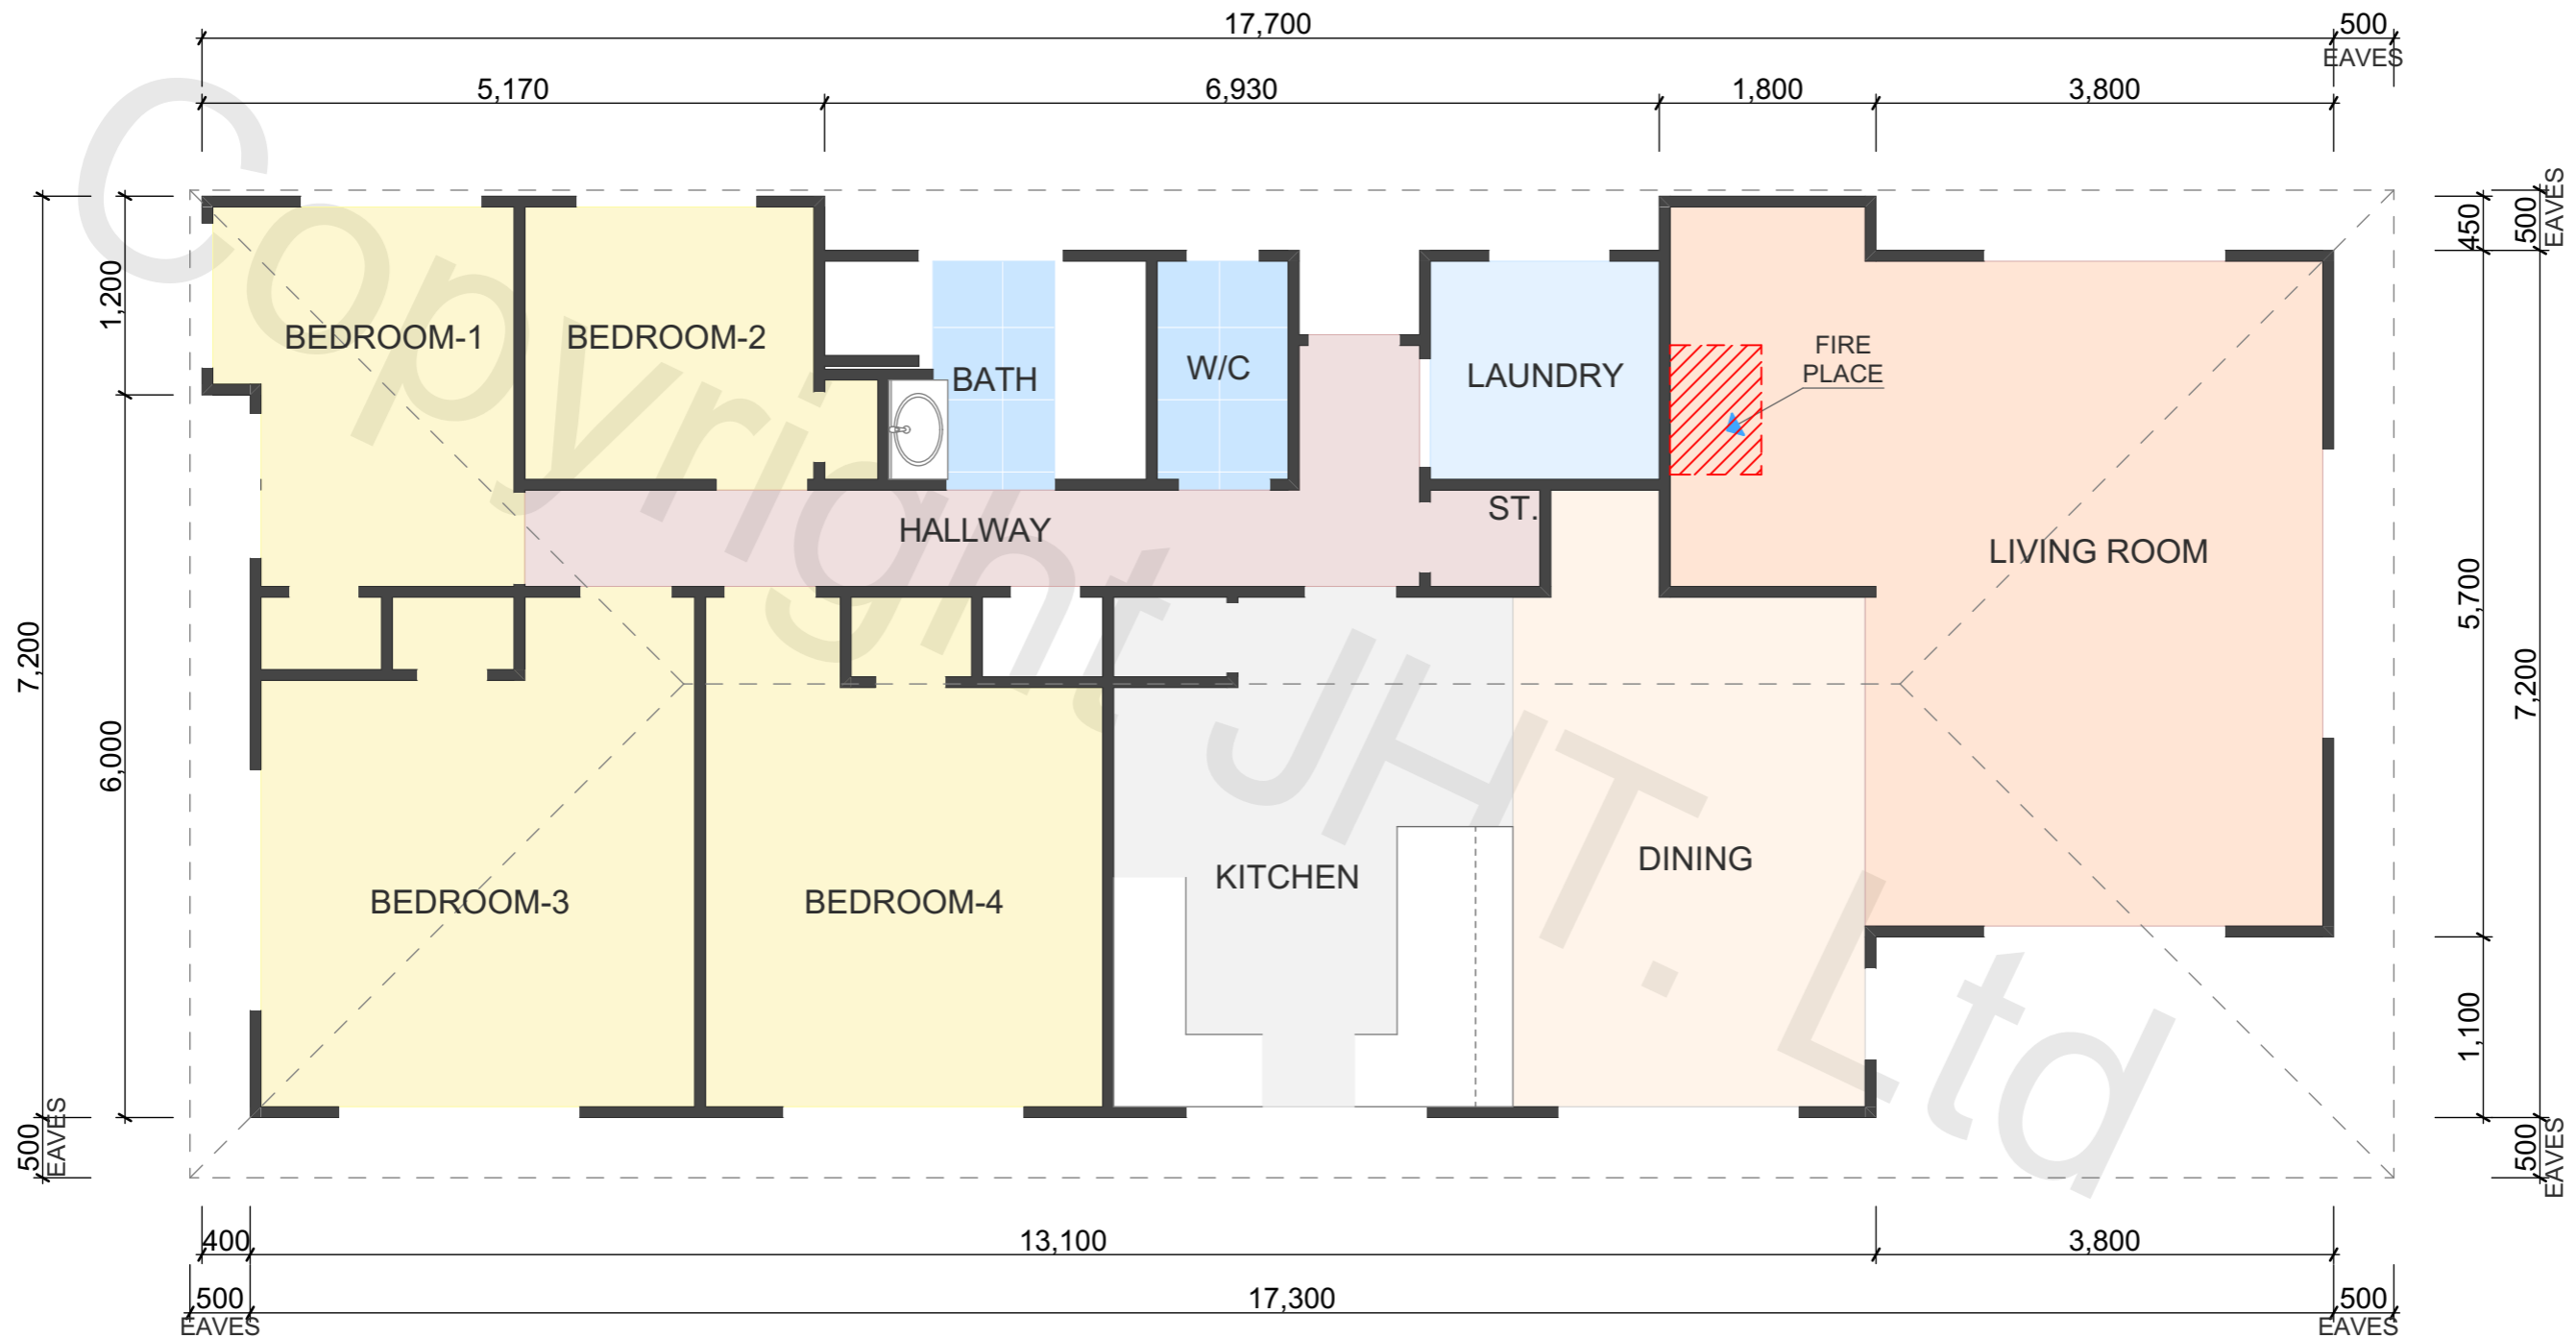 17,700
500
EAVES
5,170
6,930
1,800
3,800
450
500
EAVES
1,200
BEDROOM-1
BEDROOM-2
BATH
W/C
LAUNDRY
FIRE
PLACE
ST.
HALLWAY
LIVING ROOM
5,700
7,200
7,200
6,000
BEDROOM-3
BEDROOM-4
KITCHEN
DINING
1,100
500
EAVES
500
EAVES
400
13,100
3,800
500
EAVES
17,300
500
EAVES
Copyright JHT. Ltd